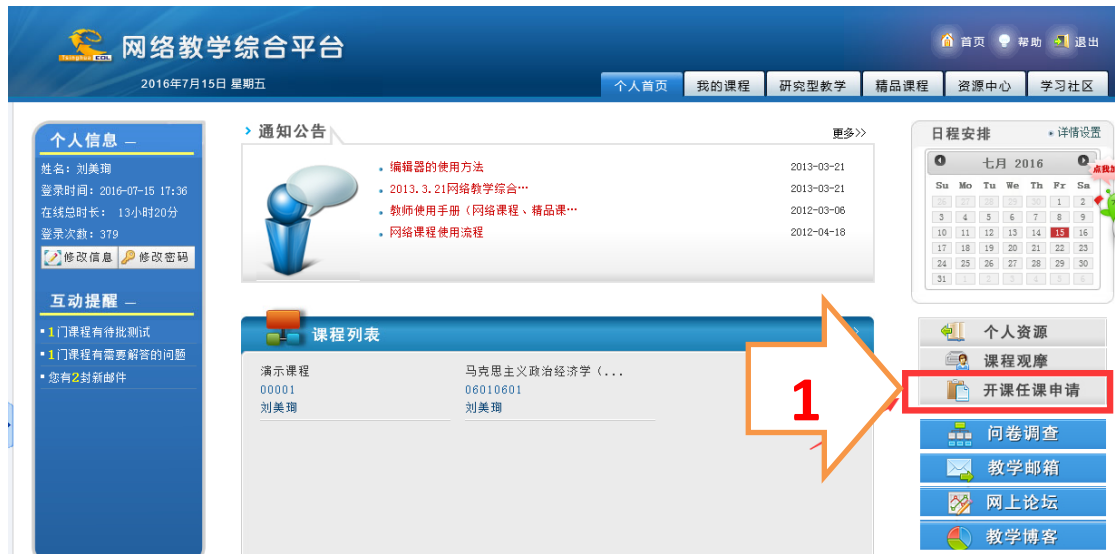 网络教学综合平台
首页 帮助 退出
2016年7月15日 星期五
个人首页 我的课程 研究型教学 精品课程 资源中心 学习社区
个人信息
姓名: 刘美珣
登录时间: 2016-07-15 17:36
在线总时长: 13小时20分
登录次数: 379
修改信息 修改密码
互动提醒
1门课程有待批测试
1门课程有需要解答的问题
您有2封新邮件
通知公告 更多>>
编辑器的使用方法 2013-03-21
2013.3.21网络教学综合… 2013-03-21
教师使用手册（网络课程、精品课… 2012-03-06
网络课程使用流程 2012-04-18
课程列表
演示课程
00001
刘美珣
马克思主义政治经济学（...
06010601
刘美珣
1
日程安排 详情设置
七月 2016
Su Mo Tu We Th Fr Sa
26 27 28 29 30 1 2
3 4 5 6 7 8 9
10 11 12 13 14 15 16
17 18 19 20 21 22 23
24 25 26 27 28 29 30
31 1 2 3 4 5 6
个人资源
课程观摩
开课任课申请
问卷调查
教学邮箱
网上论坛
教学博客